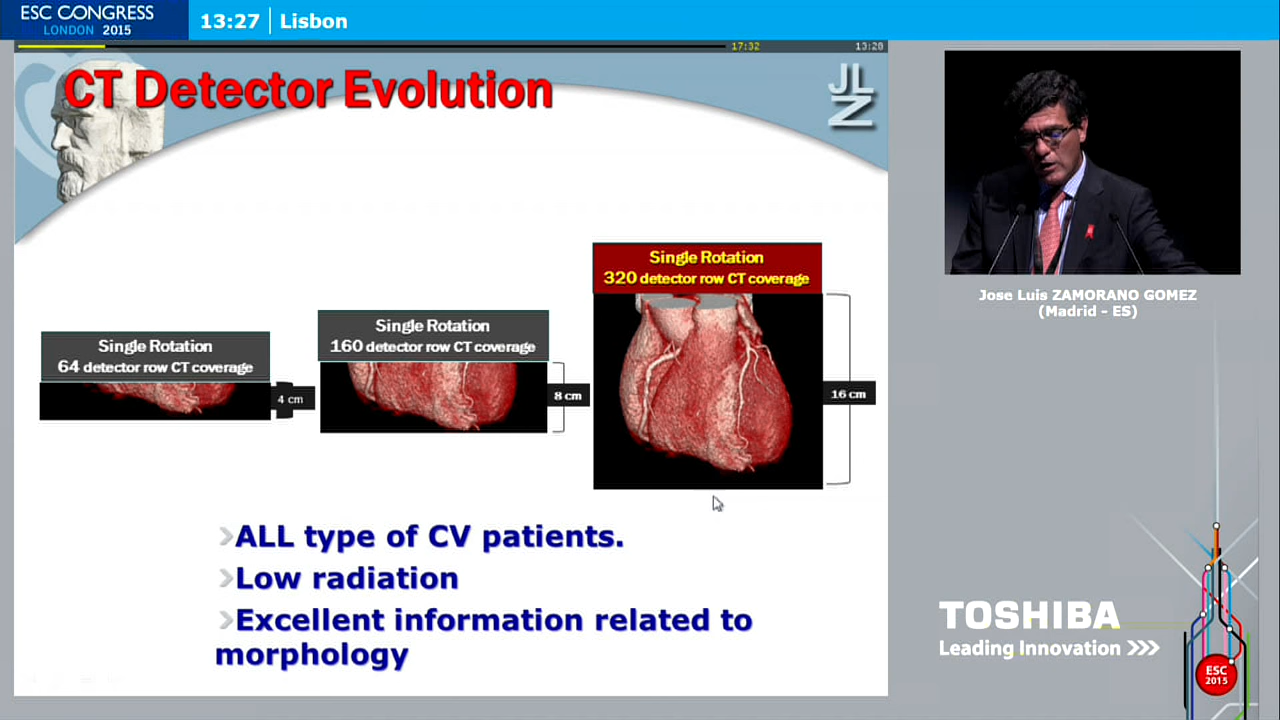 ESC CONGRESS
LONDON 2015
13:27 | Lisbon
17:32
13:28
CT Detector Evolution
JL
Z
Single Rotation
64 detector row CT coverage
4 cm
Single Rotation
160 detector row CT coverage
8 cm
Single Rotation
320 detector row CT coverage
16 cm
ALL type of CV patients.
Low radiation
Excellent information related to
morphology
Jose Luis ZAMORANO GOMEZ
(Madrid - ES)
TOSHIBA
Leading Innovation
ESC
2015